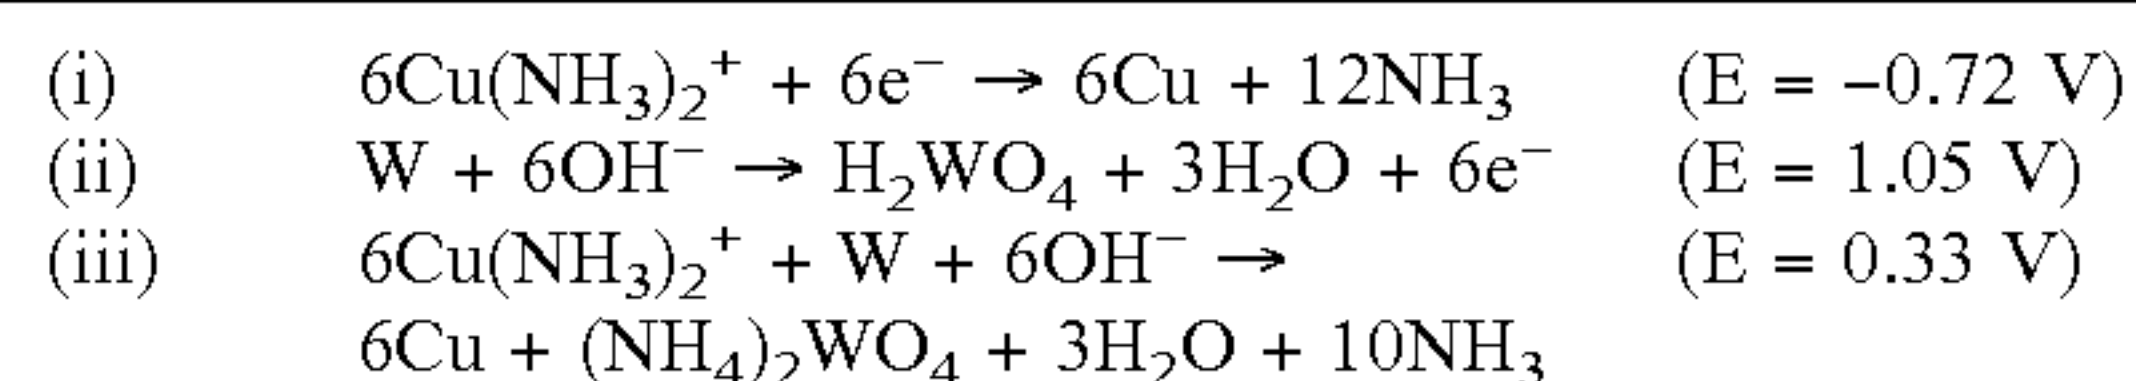 (i) 6Cu(NH₃)₂⁺ + 6e⁻ → 6Cu + 12NH₃ (E = −0.72 V)
(ii) W + 6OH⁻ → H₂WO₄ + 3H₂O + 6e⁻ (E = 1.05 V)
(iii) 6Cu(NH₃)₂⁺ + W + 6OH⁻ → (E = 0.33 V)
6Cu + (NH₄)₂WO₄ + 3H₂O + 10NH₃